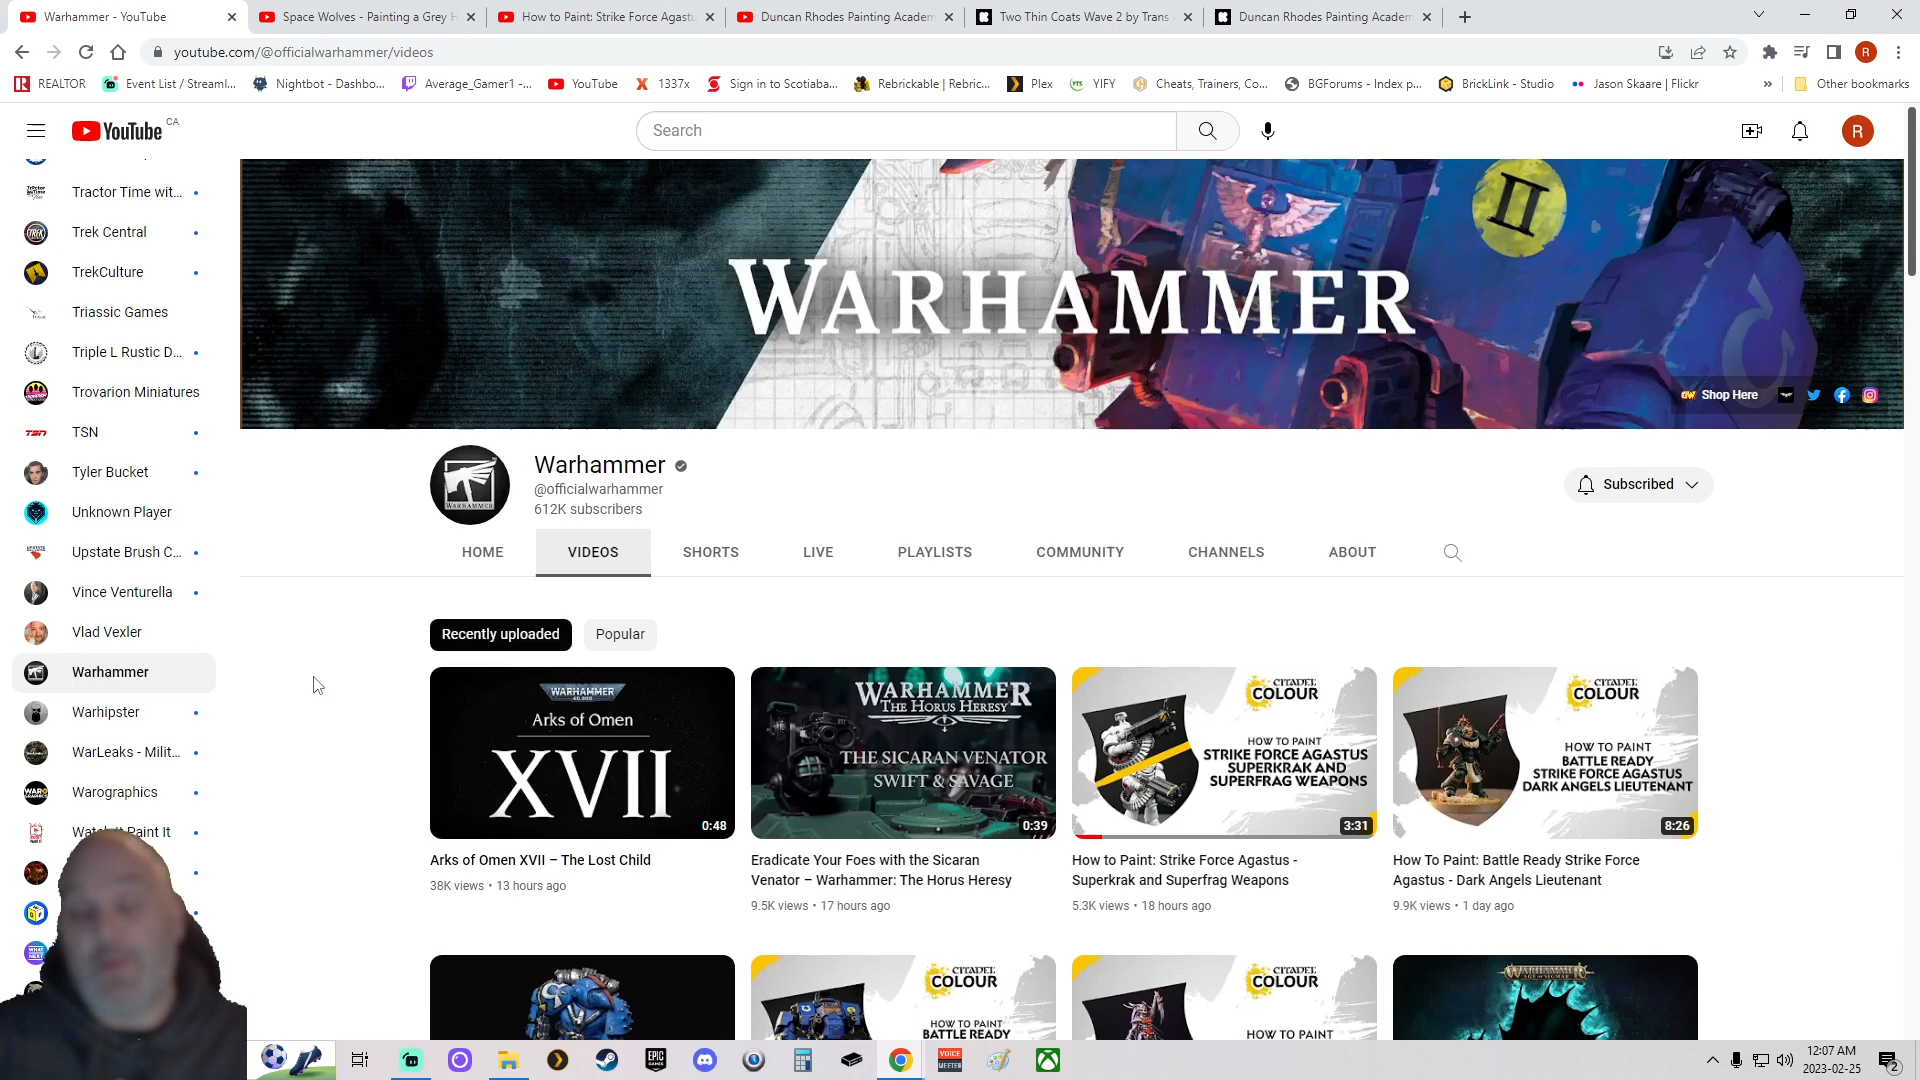 Warhammer - YouTube
Space Wolves - Painting a Grey H
How to Paint: Strike Force Agastu
Duncan Rhodes Painting Academ
Two Thin Coats Wave 2 by Trans
Duncan Rhodes Painting Academ
youtube.com/@officialwarhammer/videos
REALTOR
Event List / Streaml...
Nightbot - Dashbo...
Average_Gamer1 -...
YouTube
1337x
Sign in to Scotiaba...
Rebrickable | Rebric...
Plex
YIFY
Cheats, Trainers, Co...
BGForums - Index p...
BrickLink - Studio
Jason Skaare | Flickr
Other bookmarks
YouTube CA
Search
R
Tractor Time wit...
Trek Central
TrekCulture
Triassic Games
Triple L Rustic D...
Trovarion Miniatures
TSN
Tyler Bucket
Unknown Player
Upstate Brush C...
Vince Venturella
Vlad Vexler
Warhammer
Warhipster
WarLeaks - Milit...
Warographics
Watch It Paint It
WARHAMMER
II
Shop Here
Warhammer
@officialwarhammer
612K subscribers
Subscribed
HOME
VIDEOS
SHORTS
LIVE
PLAYLISTS
COMMUNITY
CHANNELS
ABOUT
Recently uploaded
Popular
WARHAMMER
40,000
Arks of Omen
XVII
0:48
Arks of Omen XVII – The Lost Child
38K views • 13 hours ago
WARHAMMER
THE HORUS HERESY
THE SICARAN VENATOR
SWIFT & SAVAGE
0:39
Eradicate Your Foes with the Sicaran
Venator – Warhammer: The Horus Heresy
9.5K views • 17 hours ago
CITADEL
COLOUR
HOW TO PAINT
STRIKE FORCE AGASTUS
SUPERKRAK AND
SUPERFRAG WEAPONS
3:31
How to Paint: Strike Force Agastus -
Superkrak and Superfrag Weapons
5.3K views • 18 hours ago
CITADEL
COLOUR
HOW TO PAINT
BATTLE READY
STRIKE FORCE AGASTUS
DARK ANGELS LIEUTENANT
8:26
How To Paint: Battle Ready Strike Force
Agastus - Dark Angels Lieutenant
9.9K views • 1 day ago
CITADEL
COLOUR
HOW TO PAINT
BATTLE READY
CITADEL
COLOUR
HOW TO PAINT
WARHAMMER
12:07 AM
2023-02-25
2